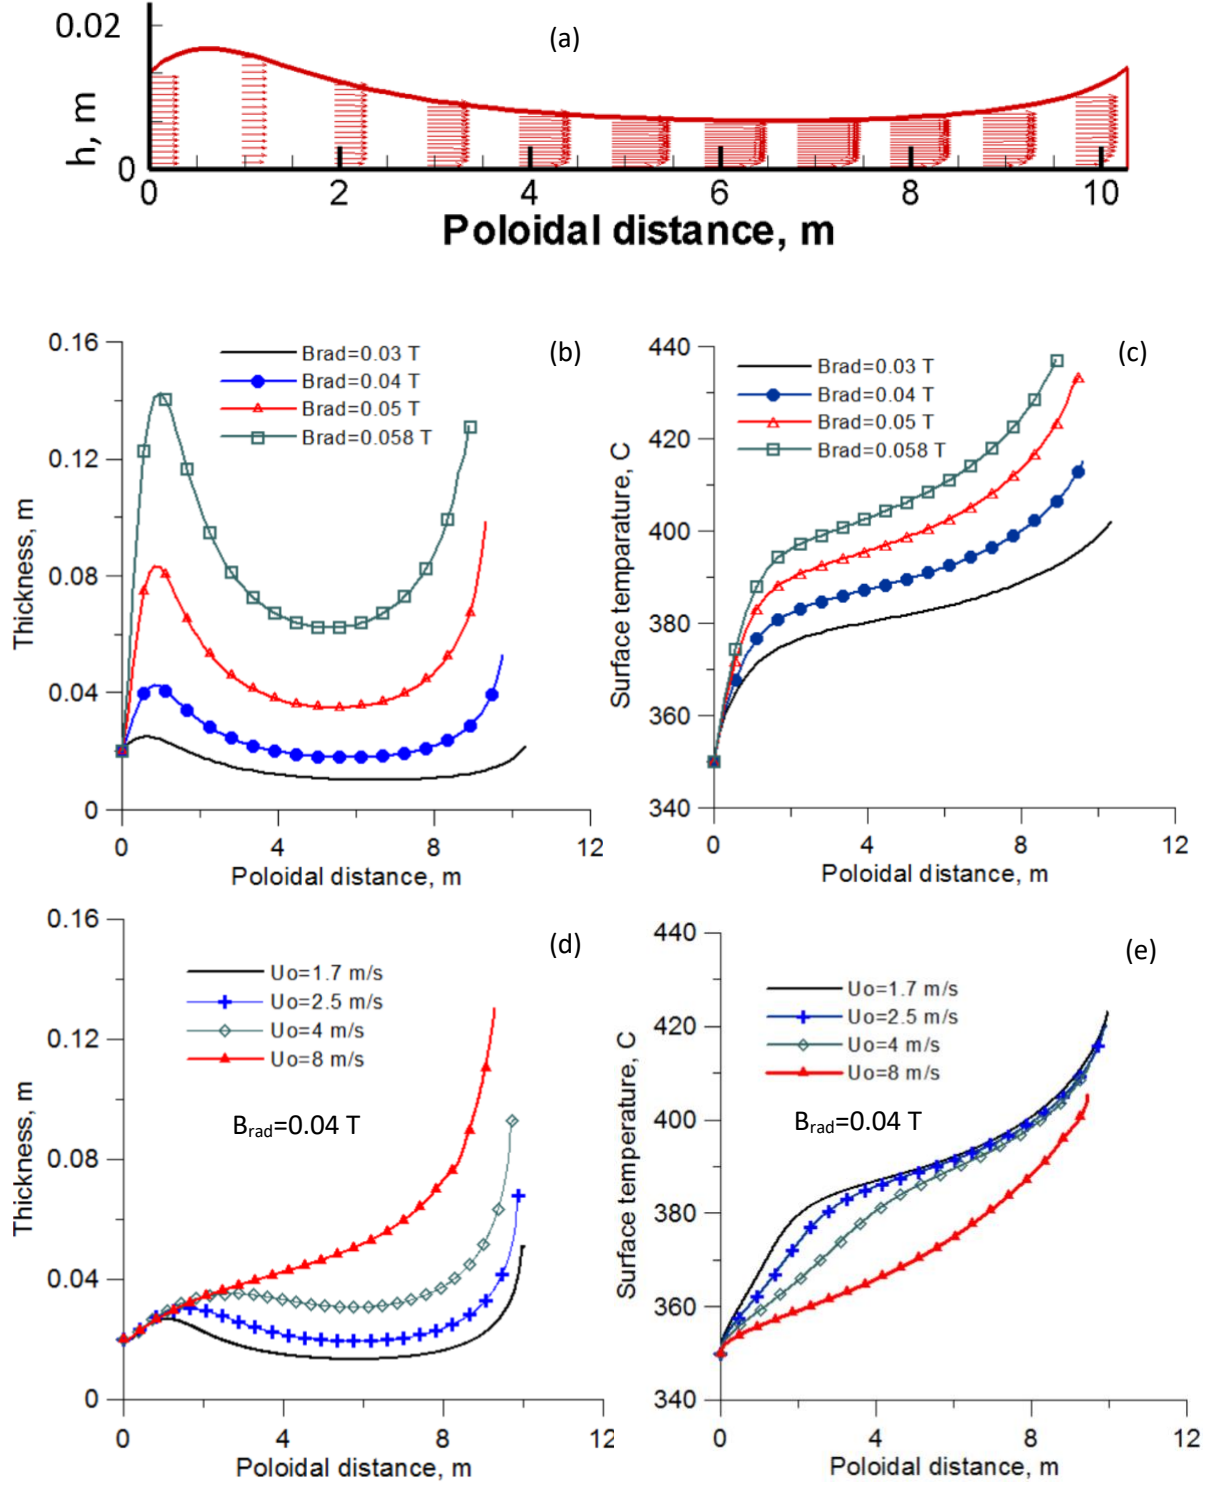 0.02
(a)
h, m
0
0 2 4 6 8 10
Poloidal distance, m
0.16
Brad=0.03 T
Brad=0.04 T
Brad=0.05 T
Brad=0.058 T
(b)
0.12
0.08
0.04
0
Thickness, m
0 4 8 12
Poloidal distance, m
440
Brad=0.03 T
Brad=0.04 T
Brad=0.05 T
Brad=0.058 T
(c)
420
400
380
360
340
Surface temparature, C
0 4 8 12
Poloidal distance, m
0.16
(d)
Uo=1.7 m/s
Uo=2.5 m/s
Uo=4 m/s
Uo=8 m/s
0.12
Brad=0.04 T
0.08
0.04
0
Thickness, m
0 4 8 12
Poloidal distance, m
440
(e)
Uo=1.7 m/s
Uo=2.5 m/s
Uo=4 m/s
Uo=8 m/s
420
Brad=0.04 T
400
380
360
340
Surface temperature, C
0 4 8 12
Poloidal distance, m